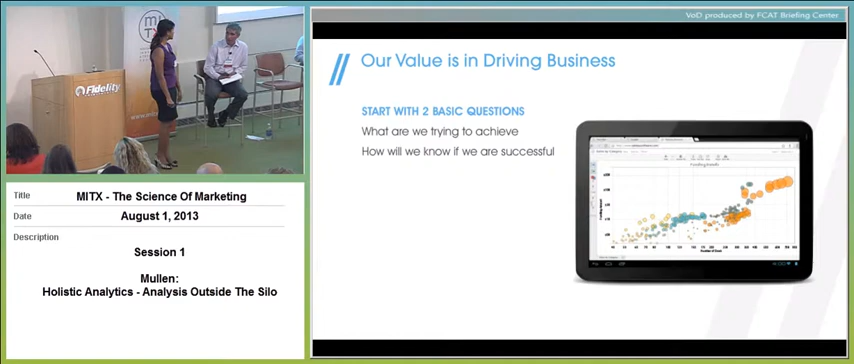 VoD produced by FCAT Briefing Center
MIT
X
Fidelity
Our Value is in Driving Business
START WITH 2 BASIC QUESTIONS
What are we trying to achieve
How will we know if we are successful
Title
MITX - The Science Of Marketing
Date
August 1, 2013
Description
Session 1
Mullen:
Holistic Analytics - Analysis Outside The Silo